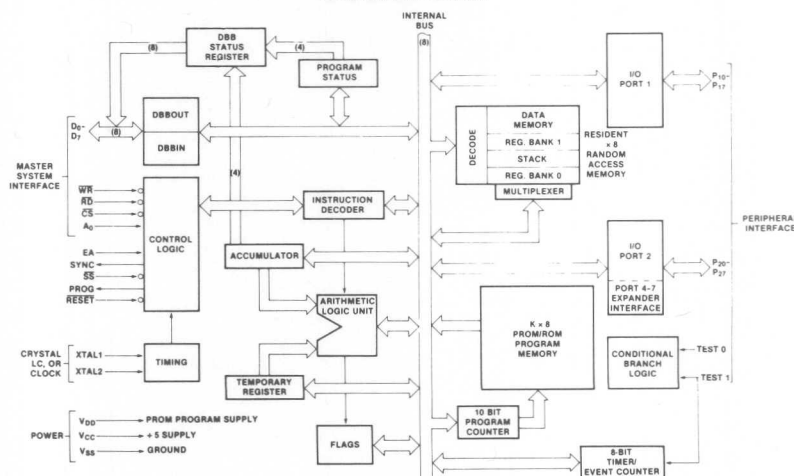 INTERNAL
BUS
(8)
DBB
STATUS
REGISTER
(8)
(4)
PROGRAM
STATUS
I/O
PORT 1
P10-
P17
DBBOUT
DBBIN
D0-
D7
(8)
DECODE
DATA
MEMORY
REG. BANK 1
STACK
REG. BANK 0
MULTIPLEXER
RESIDENT
× 8
RANDOM
ACCESS
MEMORY
MASTER
SYSTEM
INTERFACE
(4)
WR
RD
CS
A0
CONTROL
LOGIC
INSTRUCTION
DECODER
PERIPHERA
INTERFACE
EA
SYNC
SS
PROG
RESET
ACCUMULATOR
I/O
PORT 2
PORT 4-7
EXPANDER
INTERFACE
P20-
P27
ARITHMETIC
LOGIC UNIT
K × 8
PROM/ROM
PROGRAM
MEMORY
CRYSTAL
LC, OR
CLOCK
XTAL1
XTAL2
TIMING
CONDITIONAL
BRANCH
LOGIC
TEST 0
TEST 1
TEMPORARY
REGISTER
10 BIT
PROGRAM
COUNTER
POWER
VDD PROM PROGRAM SUPPLY
VCC +5 SUPPLY
VSS GROUND
FLAGS
8-BIT
TIMER/
EVENT COUNTER